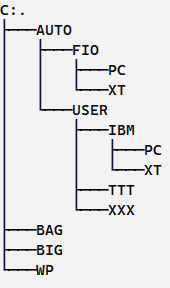 C:.
├───AUTO
│   ├───FIO
│   │   ├───PC
│   │   └───XT
│   └───USER
│       ├───IBM
│       │   ├───PC
│       │   └───XT
│       ├───TTT
│       └───XXX
├───BAG
├───BIG
└───WP